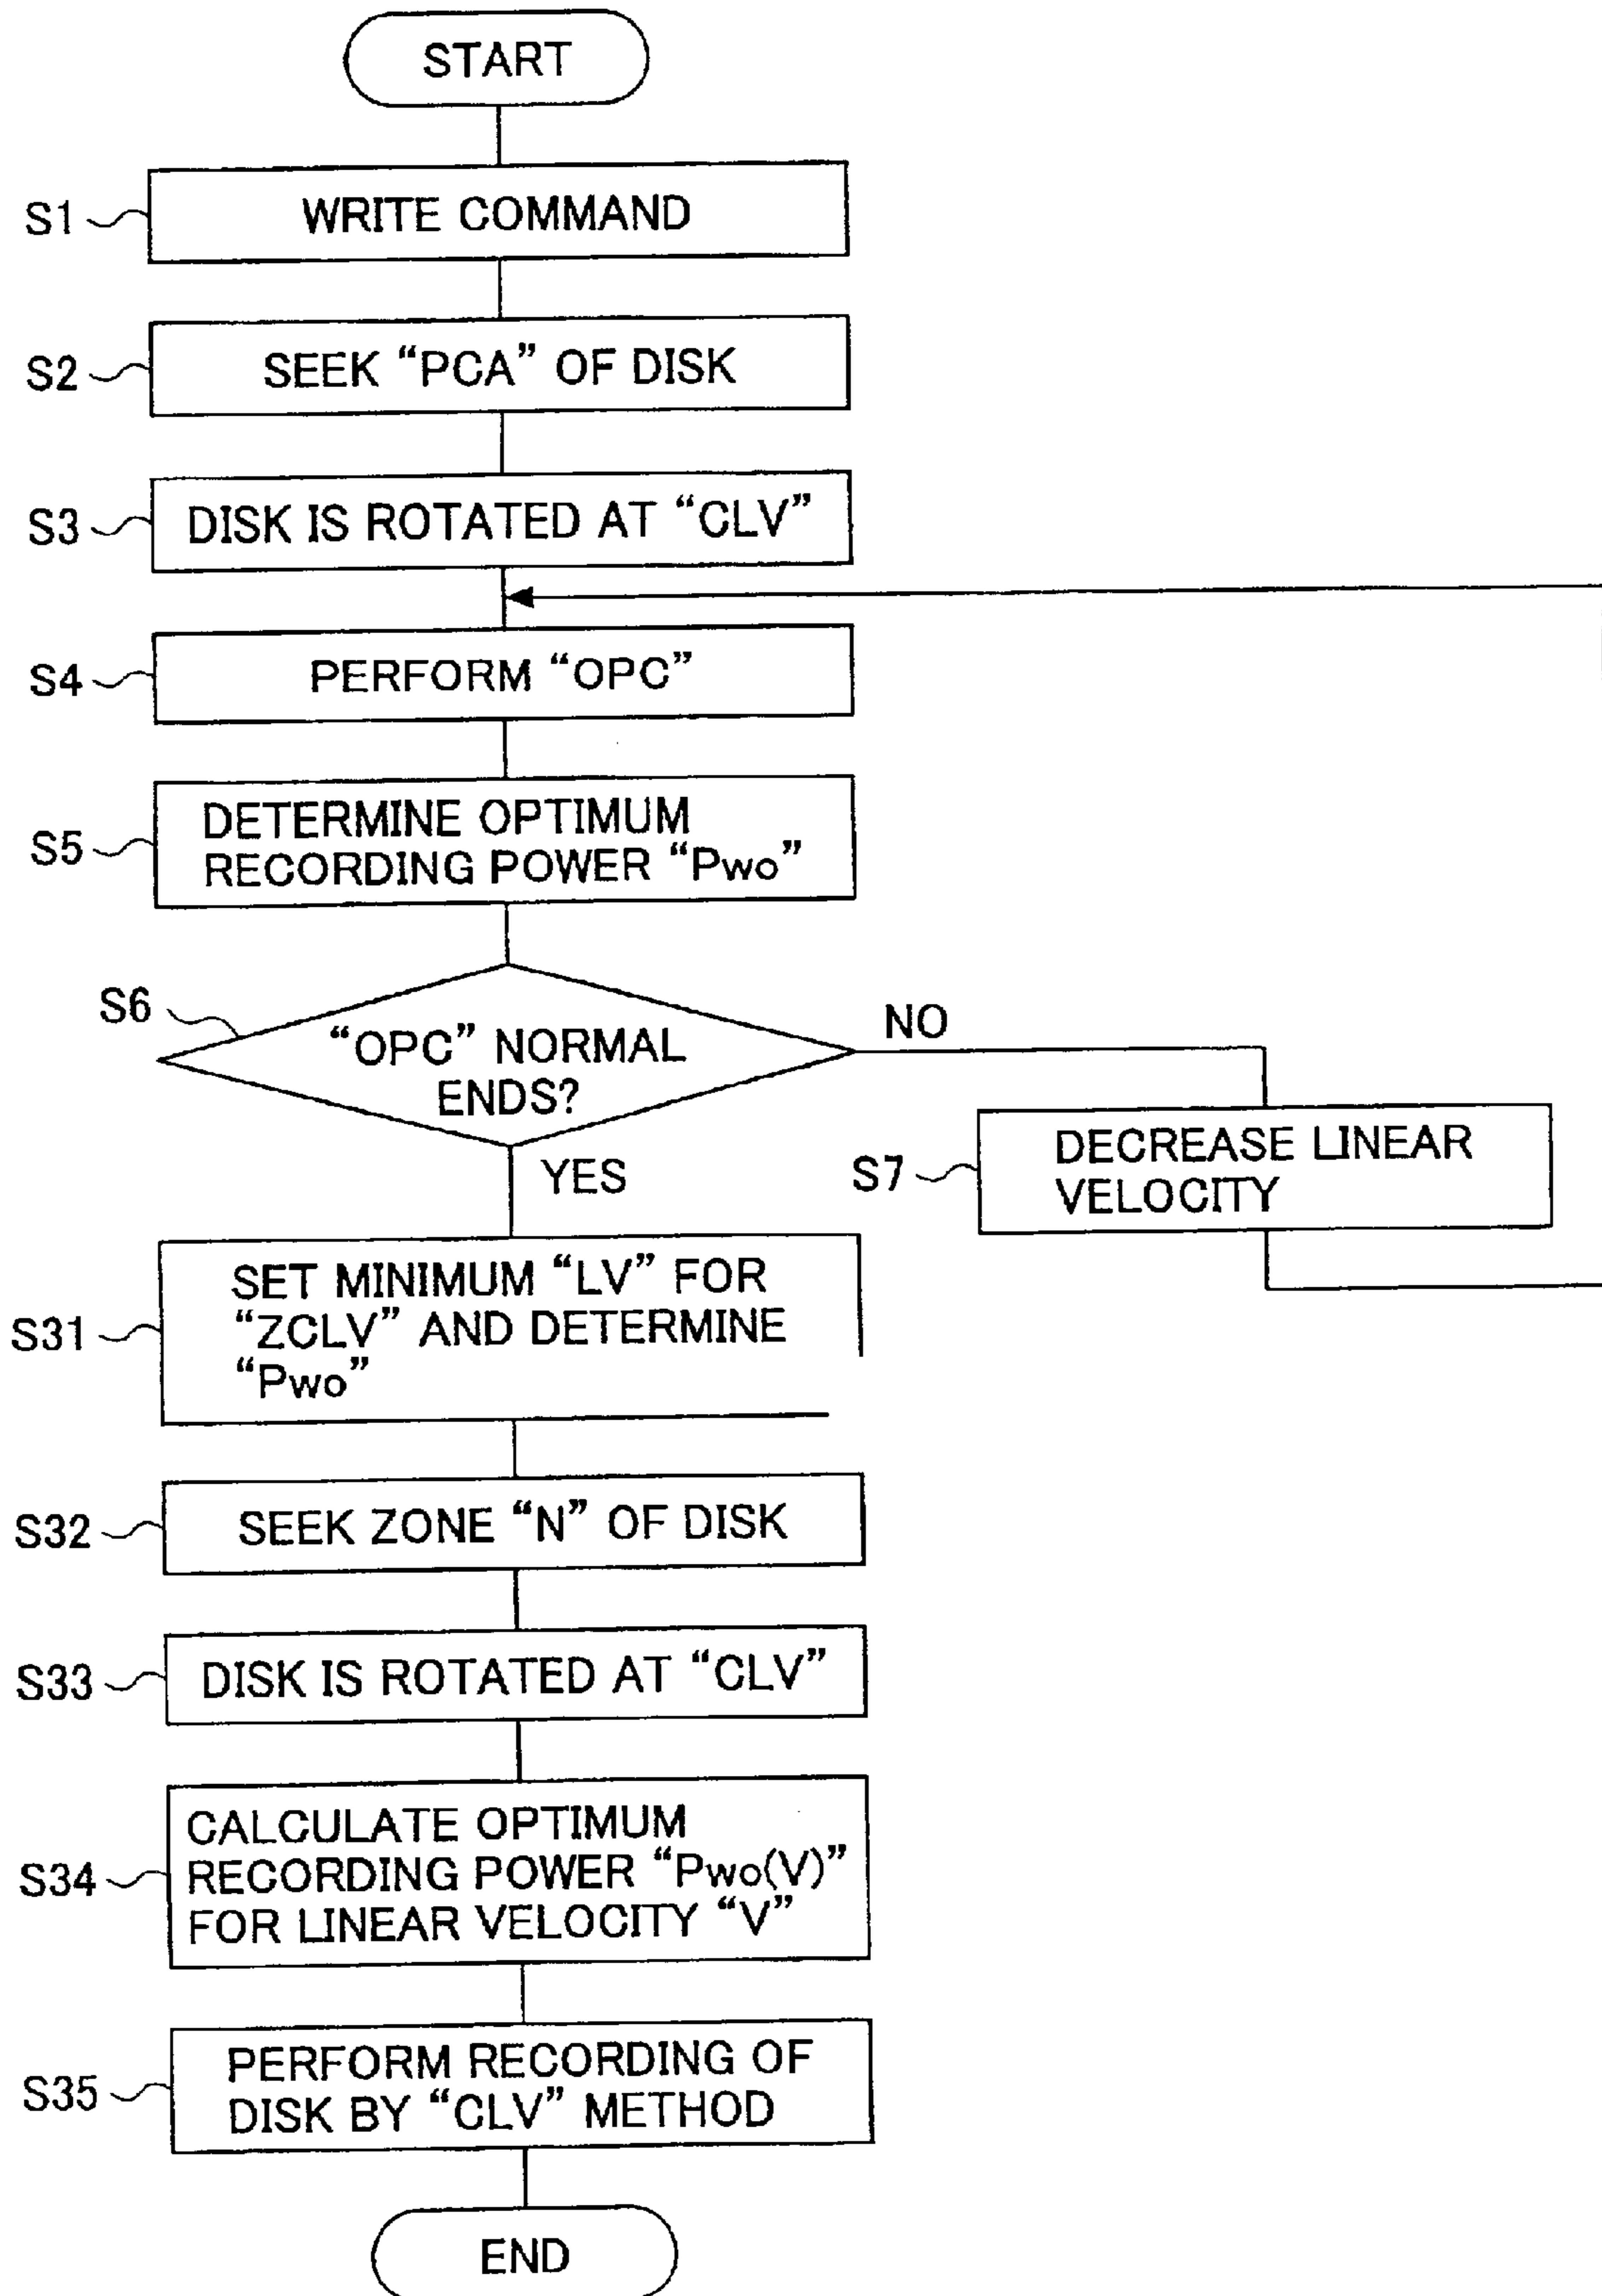 START
S1
WRITE COMMAND
S2
SEEK “PCA” OF DISK
S3
DISK IS ROTATED AT “CLV”
S4
PERFORM “OPC”
S5
DETERMINE OPTIMUM
RECORDING POWER “Pwo”
S6
“OPC” NORMAL
ENDS?
NO
YES
S7
DECREASE LINEAR
VELOCITY
S31
SET MINIMUM “LV” FOR
“ZCLV” AND DETERMINE
“Pwo”
S32
SEEK ZONE “N” OF DISK
S33
DISK IS ROTATED AT “CLV”
S34
CALCULATE OPTIMUM
RECORDING POWER “Pwo(V)”
FOR LINEAR VELOCITY “V”
S35
PERFORM RECORDING OF
DISK BY “CLV” METHOD
END